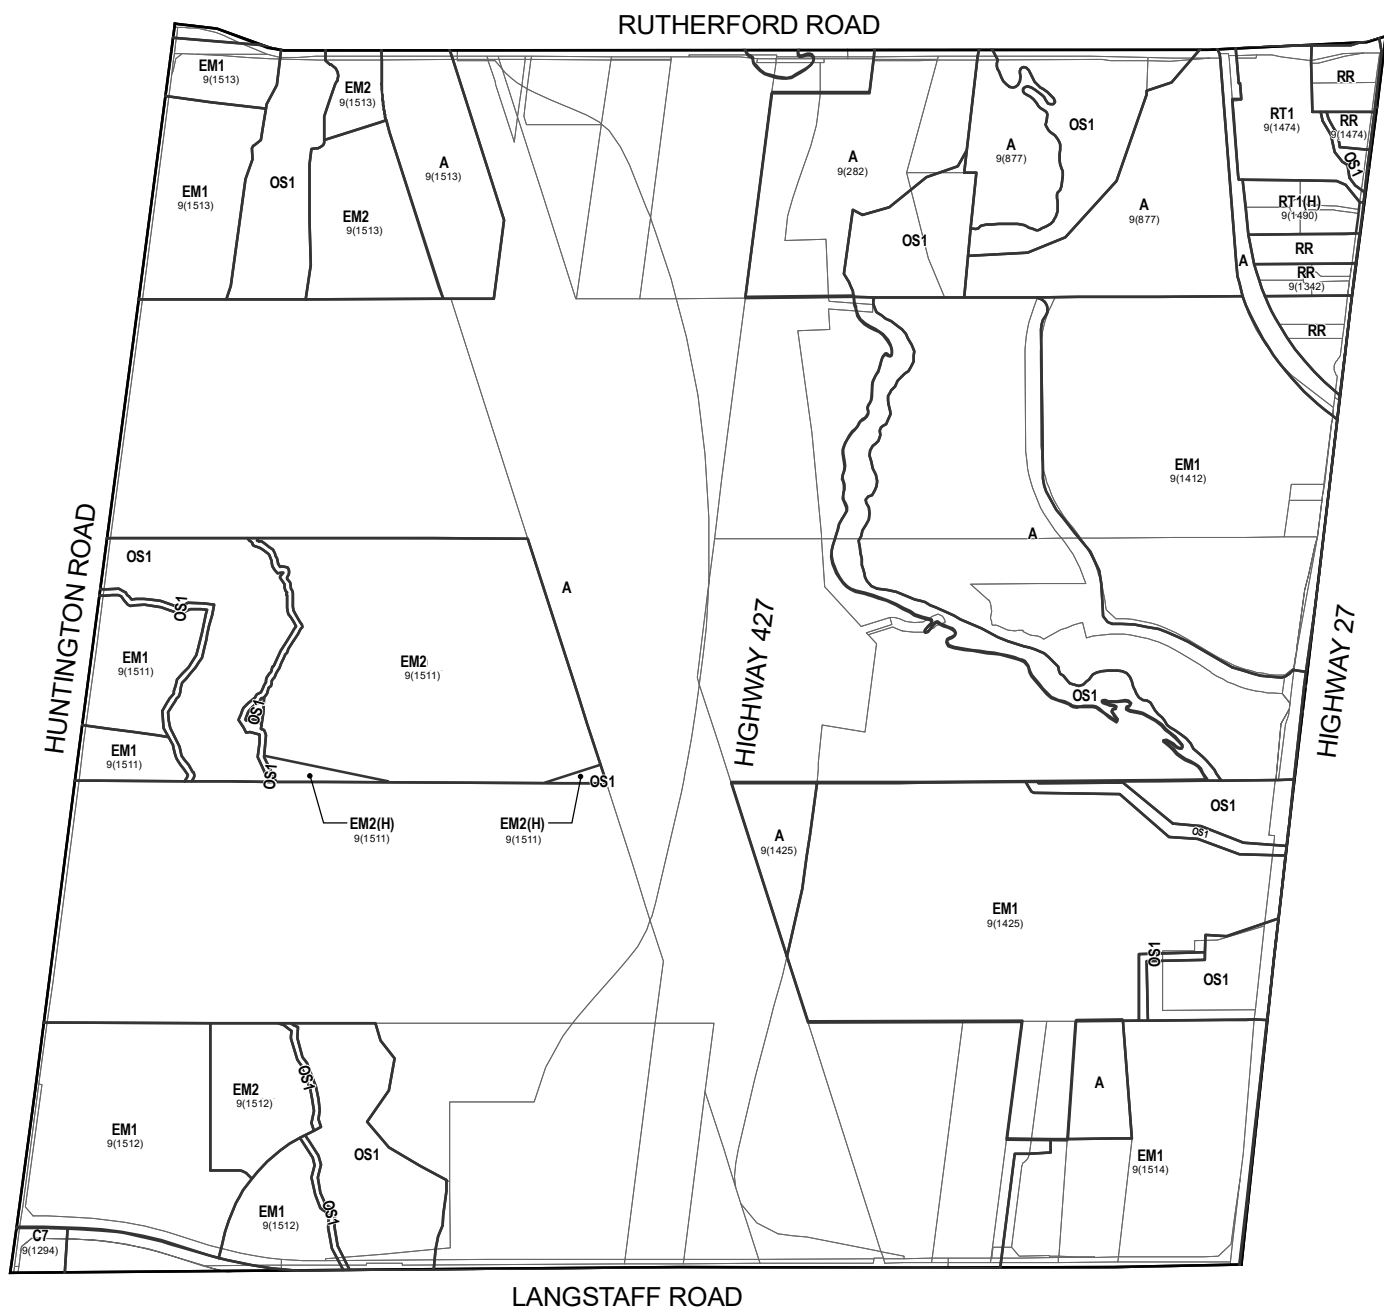 RUTHERFORD ROAD
EM1
9(1513)
EM2
9(1513)
RR
RT1
9(1474)
RR
9(1474)
OS1
OS1
A
9(877)
A
9(282)
A
9(1513)
OS1
EM1
9(1513)
EM2
9(1513)
RT1(H)
9(1490)
A
9(877)
OS1
RR
A
RR
9(1342)
RR
EM1
9(1412)
A
OS1
HUNTINGTON ROAD
A
OS1
EM1
9(1511)
EM2
9(1511)
HIGHWAY 427
HIGHWAY 27
OS1
OS1
EM1
9(1511)
OS1
OS1
EM2(H)
9(1511)
EM2(H)
9(1511)
OS1
OS1
A
9(1425)
EM1
9(1425)
OS1
OS1
OS1
EM2
9(1512)
A
EM1
9(1512)
OS1
EM1
9(1514)
EM1
9(1512)
OS1
C7
9(1294)
LANGSTAFF ROAD